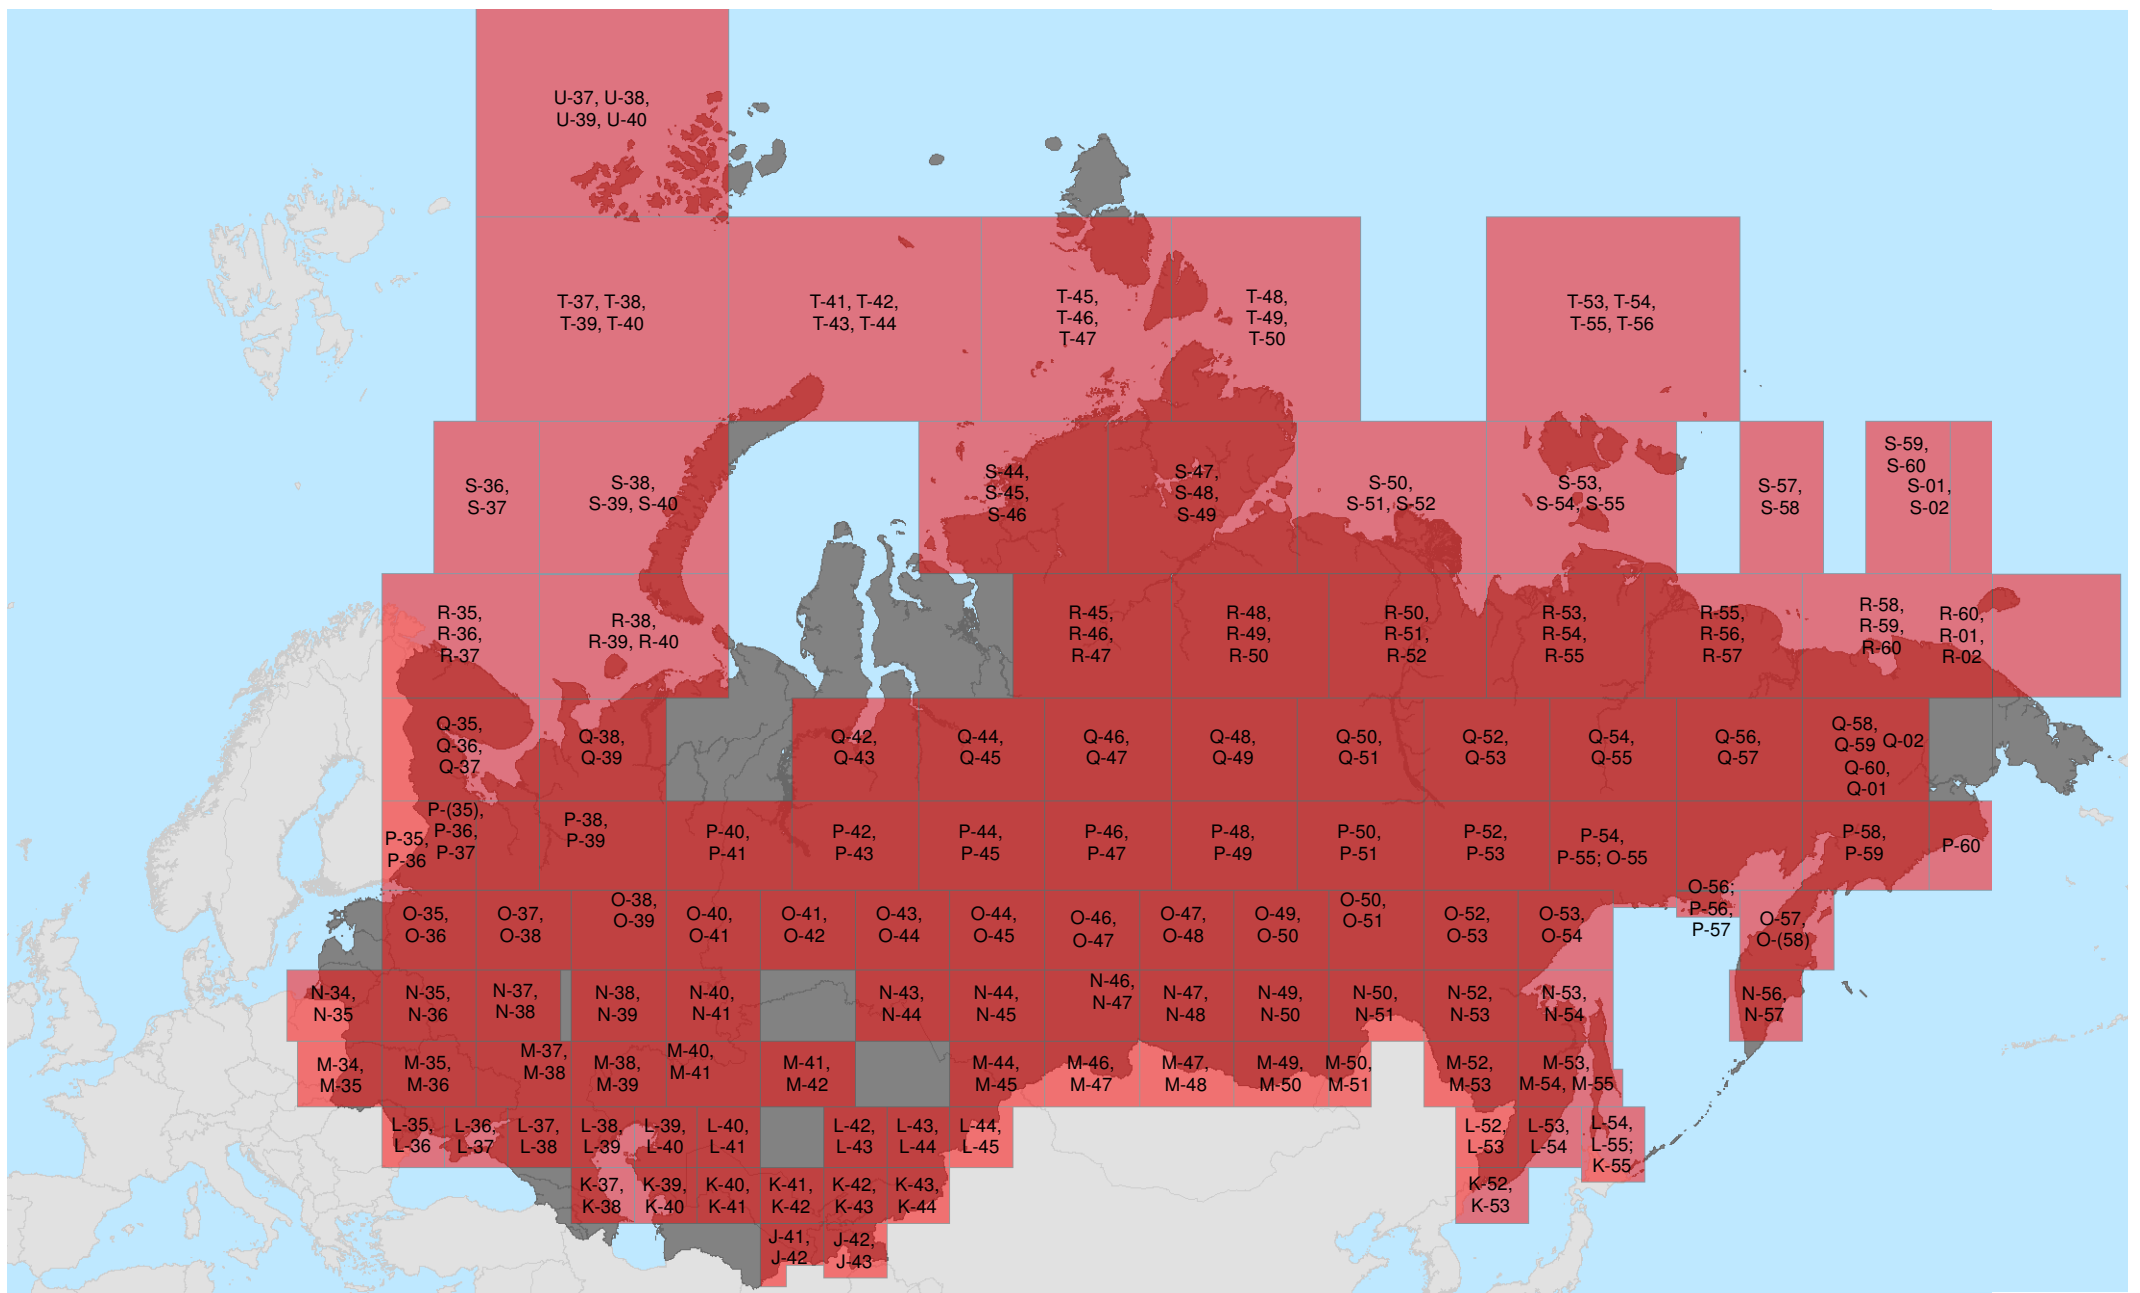 U-37, U-38,
U-39, U-40
T-37, T-38,
T-39, T-40
T-41, T-42,
T-43, T-44
T-45,
T-46,
T-47
T-48,
T-49,
T-50
T-53, T-54,
T-55, T-56
S-36,
S-37
S-38,
S-39, S-40
S-44,
S-45,
S-46
S-47,
S-48,
S-49
S-50,
S-51, S-52
S-53,
S-54, S-55
S-57,
S-58
S-59,
S-60
S-01,
S-02
R-35,
R-36,
R-37
R-38,
R-39, R-40
R-45,
R-46,
R-47
R-48,
R-49,
R-50
R-50,
R-51,
R-52
R-53,
R-54,
R-55
R-55,
R-56,
R-57
R-58,
R-59,
R-60
R-60,
R-01,
R-02
Q-35,
Q-36,
Q-37
Q-38,
Q-39
Q-42,
Q-43
Q-44,
Q-45
Q-46,
Q-47
Q-48,
Q-49
Q-50,
Q-51
Q-52,
Q-53
Q-54,
Q-55
Q-56,
Q-57
Q-58,
Q-59
Q-02
Q-60,
Q-01
P-35,
P-36
P-(35),
P-36,
P-37
P-38,
P-39
P-40,
P-41
P-42,
P-43
P-44,
P-45
P-46,
P-47
P-48,
P-49
P-50,
P-51
P-52,
P-53
P-54,
P-55; O-55
P-58,
P-59
P-60
O-35,
O-36
O-37,
O-38
O-38,
O-39
O-40,
O-41
O-41,
O-42
O-43,
O-44
O-44,
O-45
O-46,
O-47
O-47,
O-48
O-49,
O-50
O-50,
O-51
O-52,
O-53
O-53,
O-54
O-56;
P-56,
P-57
O-57,
O-(58)
N-34,
N-35
N-35,
N-36
N-37,
N-38
N-38,
N-39
N-40,
N-41
N-43,
N-44
N-44,
N-45
N-46,
N-47
N-47,
N-48
N-49,
N-50
N-50,
N-51
N-52,
N-53
N-53,
N-54
N-56,
N-57
M-34,
M-35
M-35,
M-36
M-37,
M-38
M-38,
M-39
M-40,
M-41
M-41,
M-42
M-44,
M-45
M-46,
M-47
M-47,
M-48
M-49,
M-50
M-50,
M-51
M-52,
M-53
M-53,
M-54, M-55
L-35,
L-36
L-36,
L-37
L-37,
L-38
L-38,
L-39
L-39,
L-40
L-40,
L-41
L-42,
L-43
L-43,
L-44
L-44,
L-45
L-52,
L-53
L-53,
L-54
L-54,
L-55;
K-55
K-37,
K-38
K-39,
K-40
K-40,
K-41
K-41,
K-42
K-42,
K-43
K-43,
K-44
K-52,
K-53
J-41,
J-42
J-42,
J-43